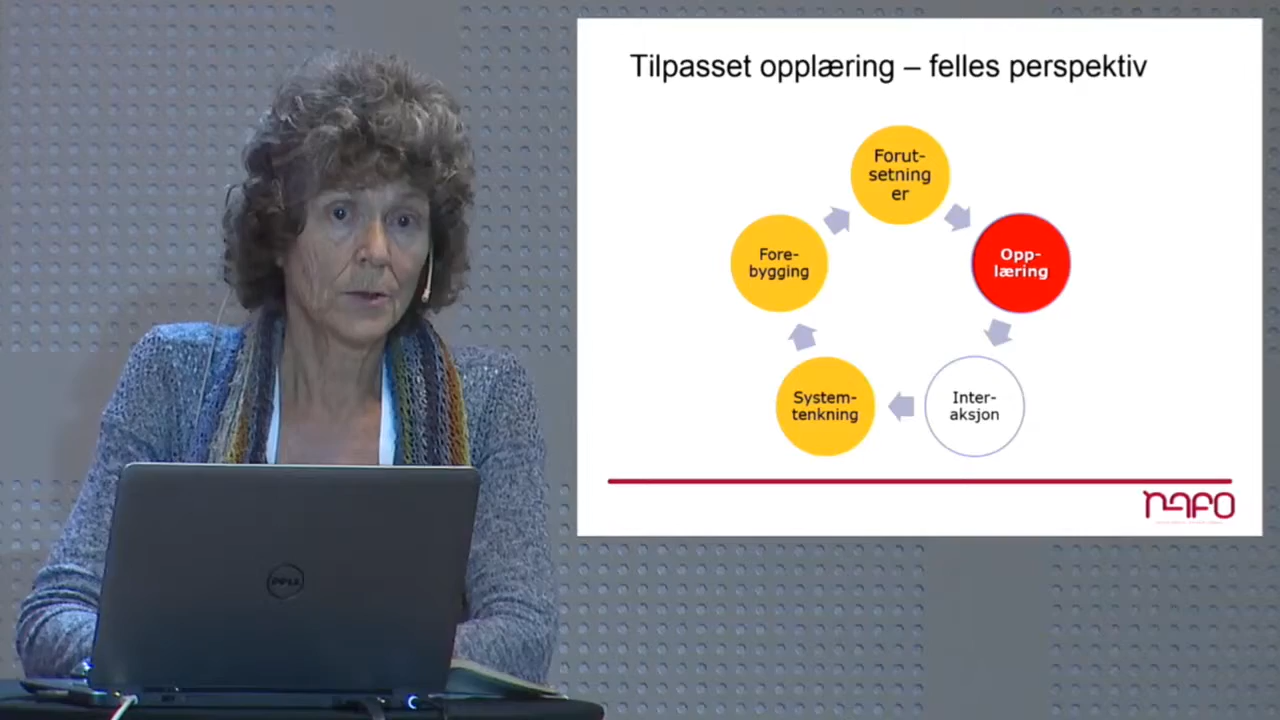 Tilpasset opplæring – felles perspektiv
Forut-
setning
er
Opp-
læring
Inter-
aksjon
System-
tenkning
Fore-
bygging
NAFO
DELL